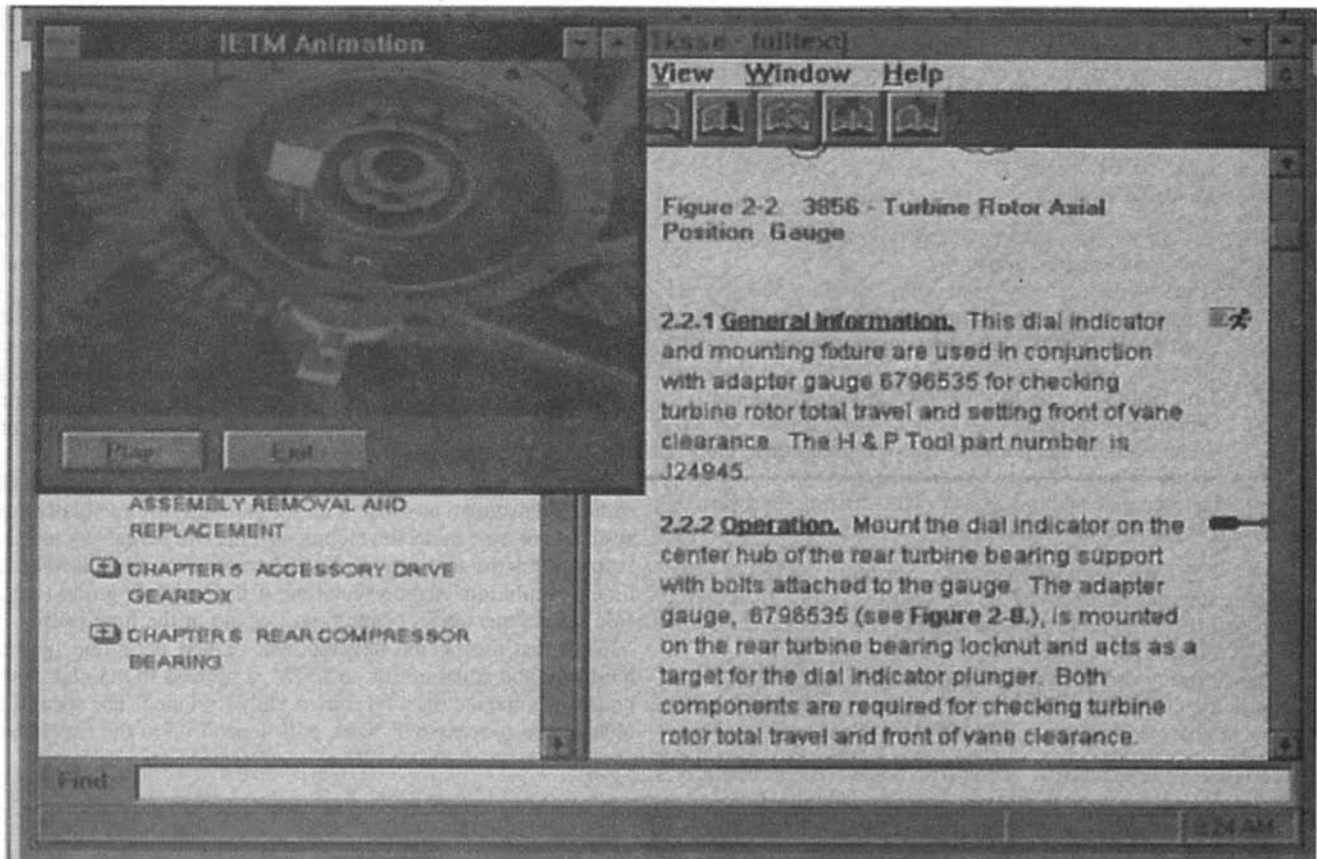 IETM Animation
fulltext]
View Window Help
Figure 2-2 3856 - Turbine Rotor Axial
Position Gauge
2.2.1 General Information. This dial indicator
and mounting fixture are used in conjunction
with adapter gauge 6796535 for checking
turbine rotor total travel and setting front of vane
clearance. The H & P Tool part number is
J24945.
2.2.2 Operation. Mount the dial indicator on the
center hub of the rear turbine bearing support
with bolts attached to the gauge. The adapter
gauge, 6796535 (see Figure 2-8.), is mounted
on the rear turbine bearing locknut and acts as a
target for the dial indicator plunger. Both
components are required for checking turbine
rotor total travel and front of vane clearance.
Play Exit
ASSEMBLY REMOVAL AND
REPLACEMENT
CHAPTER 5 ACCESSORY DRIVE
GEARBOX
CHAPTER 6 REAR COMPRESSOR
BEARING
Find:
:24 AM